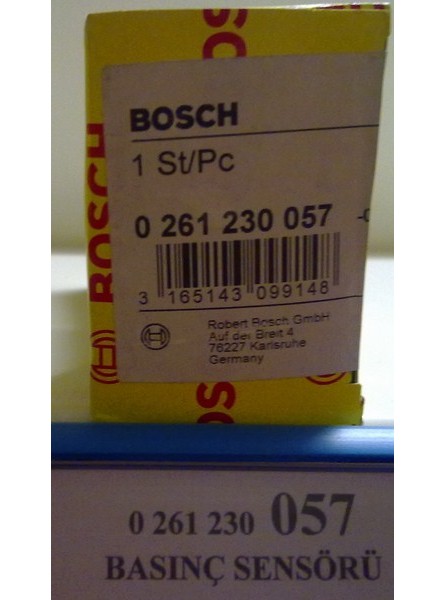 BOSCH
1 St/Pc
0 261 230 057
3 165143 099148
Robert Bosch GmbH
Auf der Breit 4
76227 Karlsruhe
Germany
BOSCH
0 261 230 057
BASINÇ SENSÖRÜ